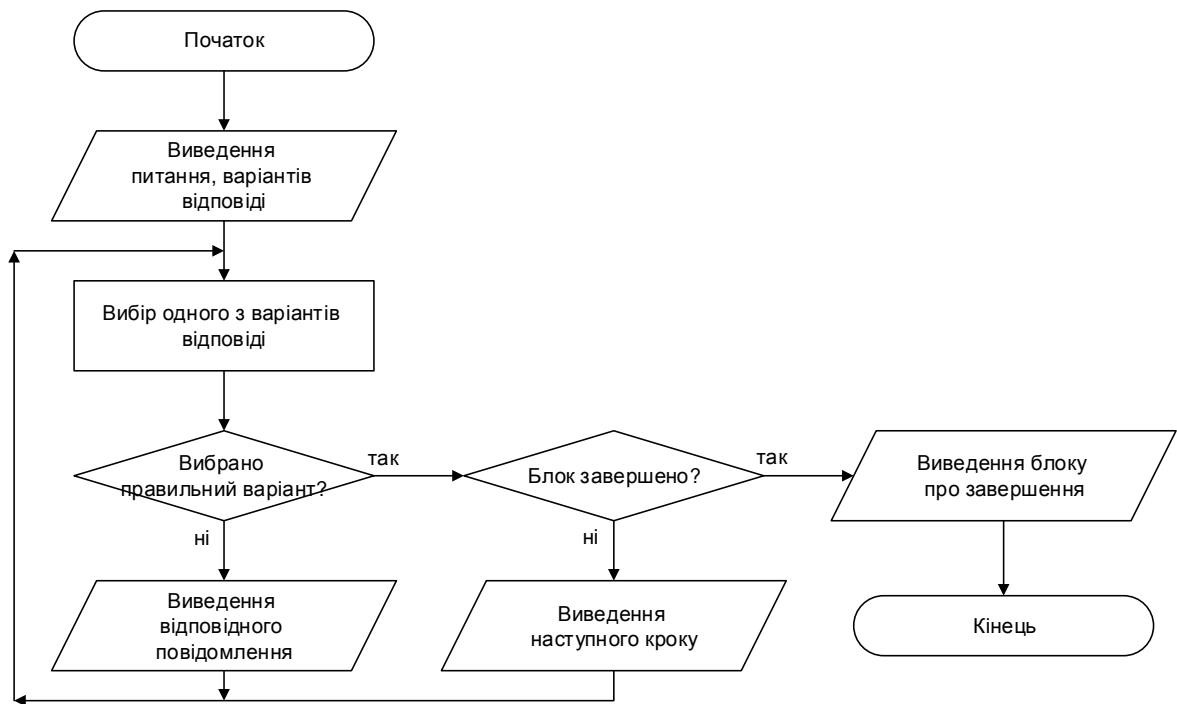 Початок
Виведення
питання, варіантів
відповіді
Вибір одного з варіантів
відповіді
Вибрано
правильний варіант?
так
Блок завершено?
так
Виведення блоку
про завершення
ні
ні
Виведення
відповідного
повідомлення
Виведення
наступного кроку
Кінець